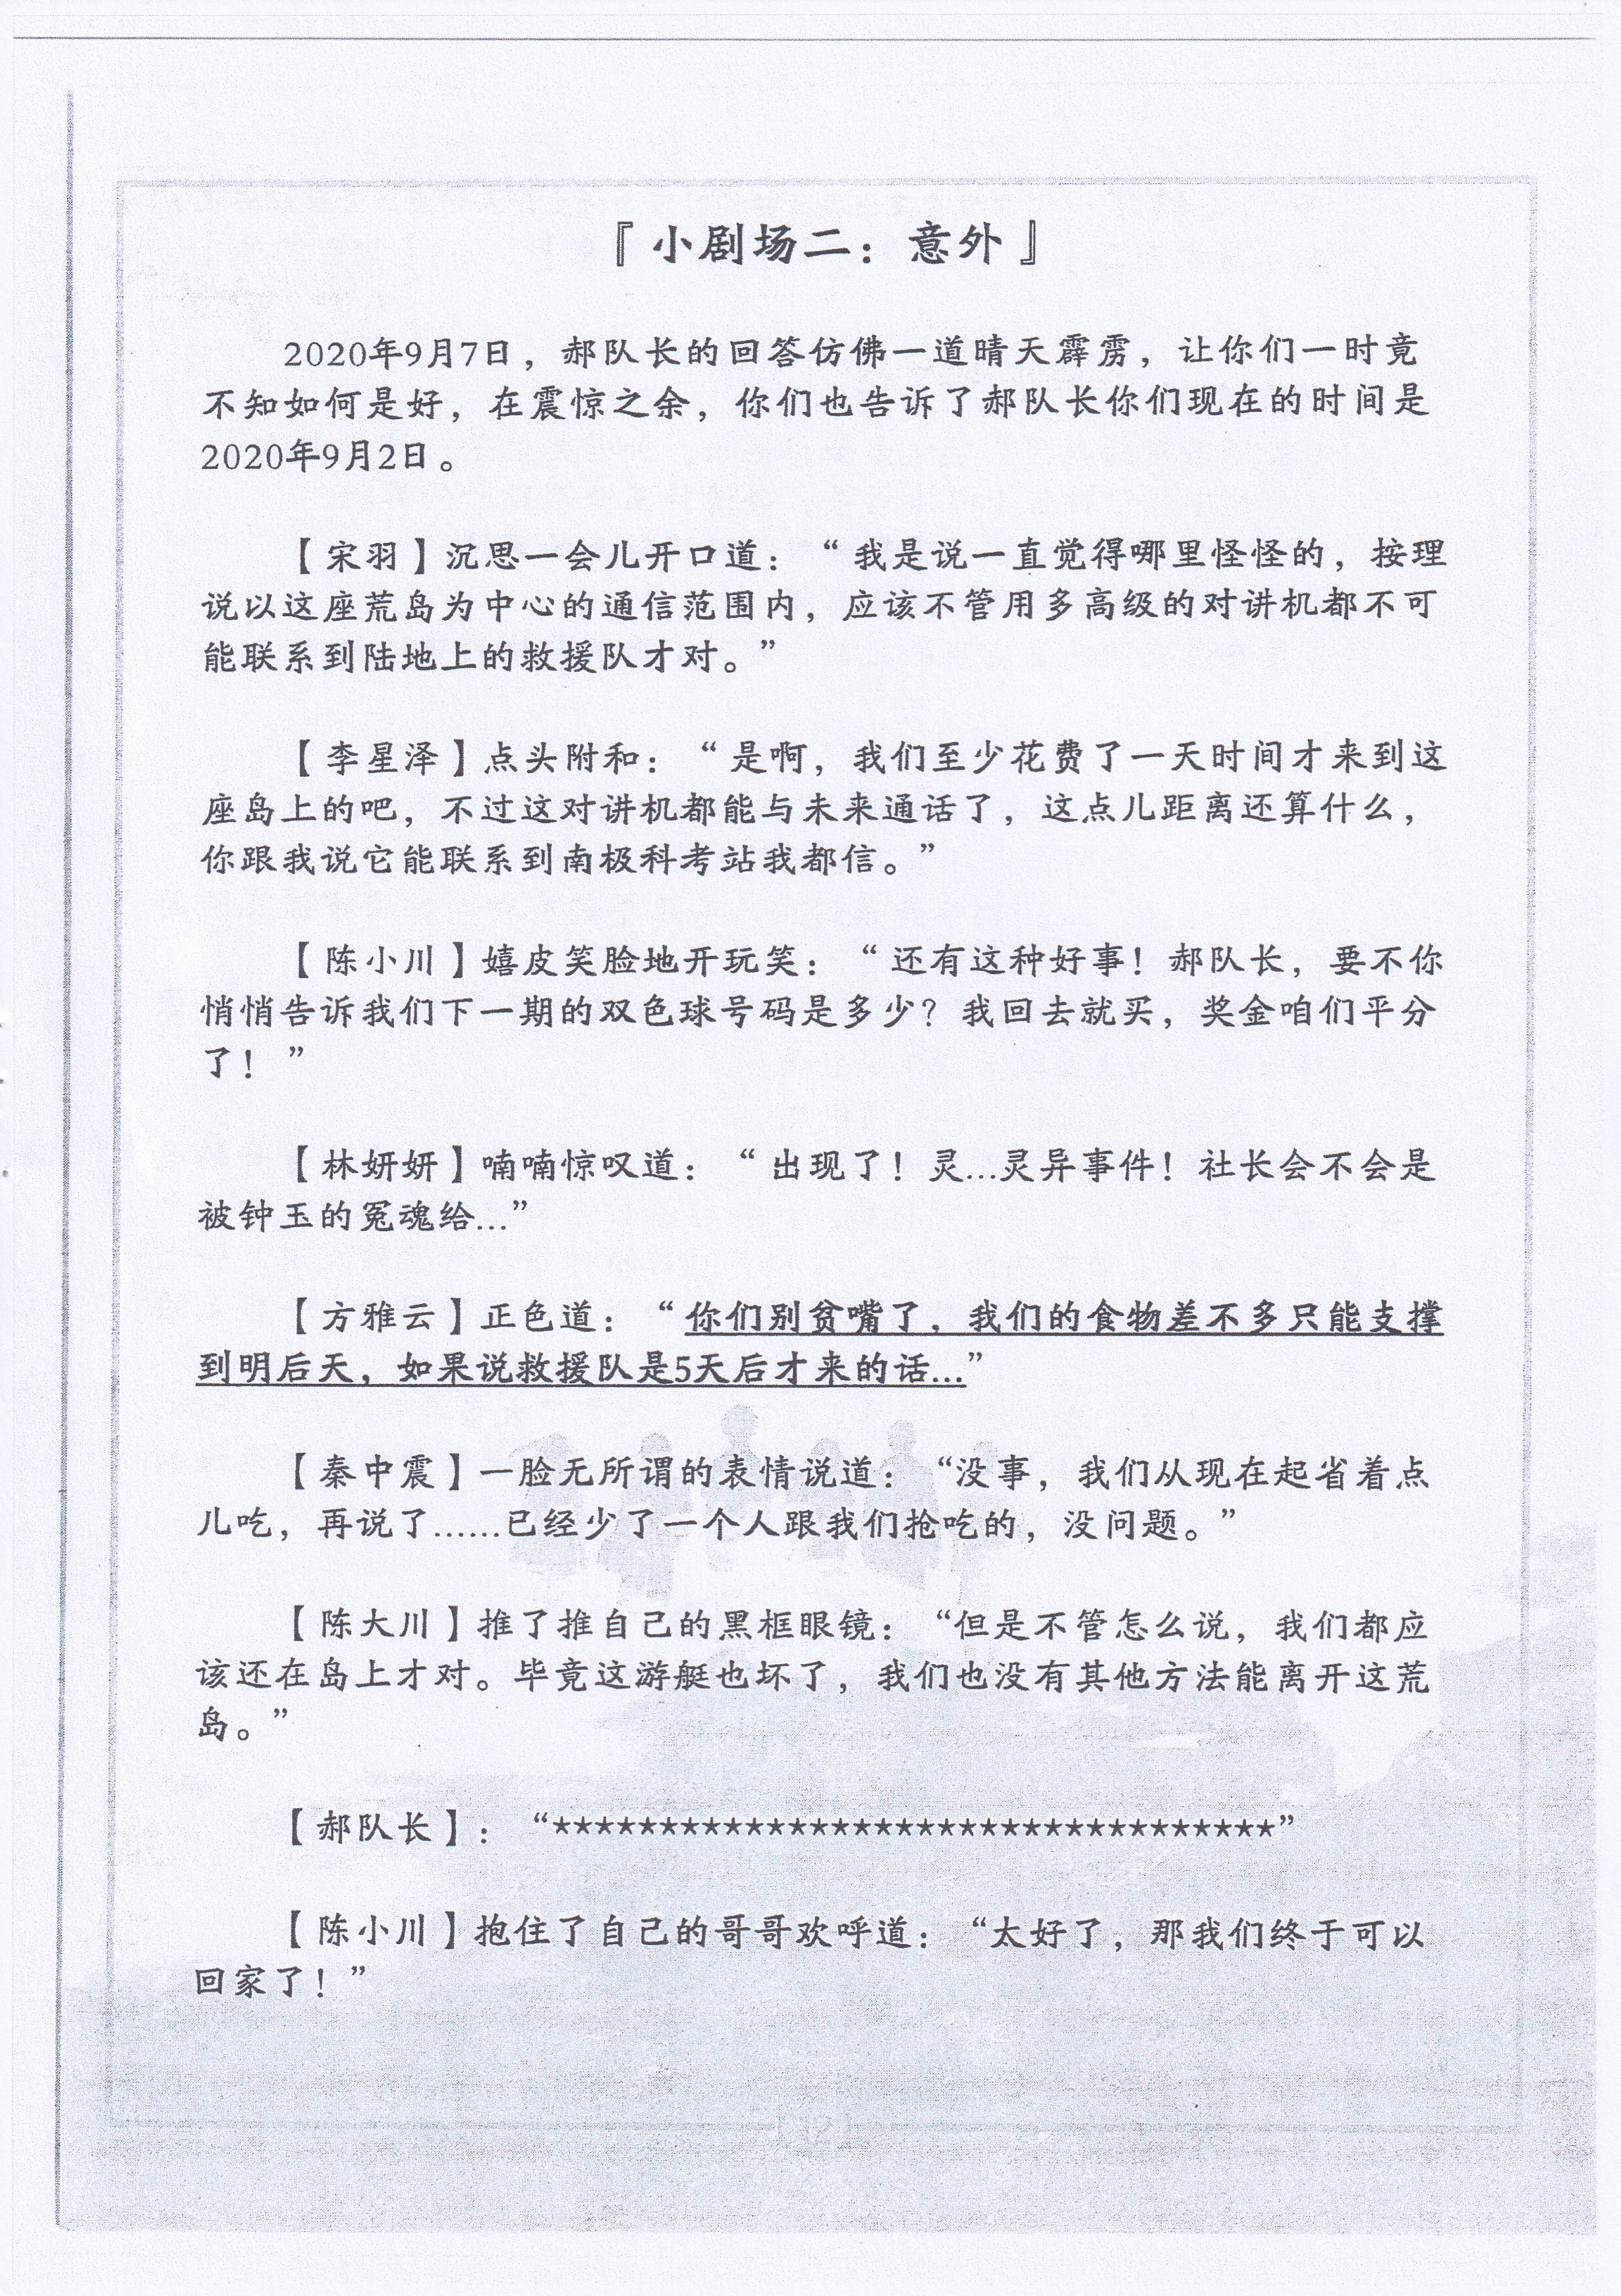 『小剧场二：意外』
2020年9月7日，郝队长的回答仿佛一道晴天霹雳，让你们一时竟
不知如何是好，在震惊之余，你们也告诉了郝队长你们现在的时间是
2020年9月2日。
【宋羽】沉思一会儿开口道：“我是说一直觉得哪里怪怪的，按理
说以这座荒岛为中心的通信范围内，应该不管用多高级的对讲机都不可
能联系到陆地上的救援队才对。”
【李星泽】点头附和：“是啊，我们至少花费了一天时间才来到这
座岛上的吧，不过这对讲机都能与未来通话了，这点儿距离还算什么，
你跟我说它能联系到南极科考站我都信。”
【陈小川】嬉皮笑脸地开玩笑：“还有这种好事！郝队长，要不你
悄悄告诉我们下一期的双色球号码是多少？我回去就买，奖金咱们平分
了！”
【林妍妍】喃喃惊叹道：“出现了！灵...灵异事件！社长会不会是
被钟玉的冤魂给...”
【方雅云】正色道：“你们别贫嘴了，我们的食物差不多只能支撑
到明后天，如果说救援队是5天后才来的话...”
【秦中震】一脸无所谓的表情说道：“没事，我们从现在起省着点
儿吃，再说了......已经少了一个人跟我们抢吃的，没问题。”
【陈大川】推了推自己的黑框眼镜：“但是不管怎么说，我们都应
该还在岛上才对。毕竟这游艇也坏了，我们也没有其他方法能离开这荒
岛。”
【郝队长】：“**********************************”
【陈小川】抱住了自己的哥哥欢呼道：“太好了，那我们终于可以
回家了！”